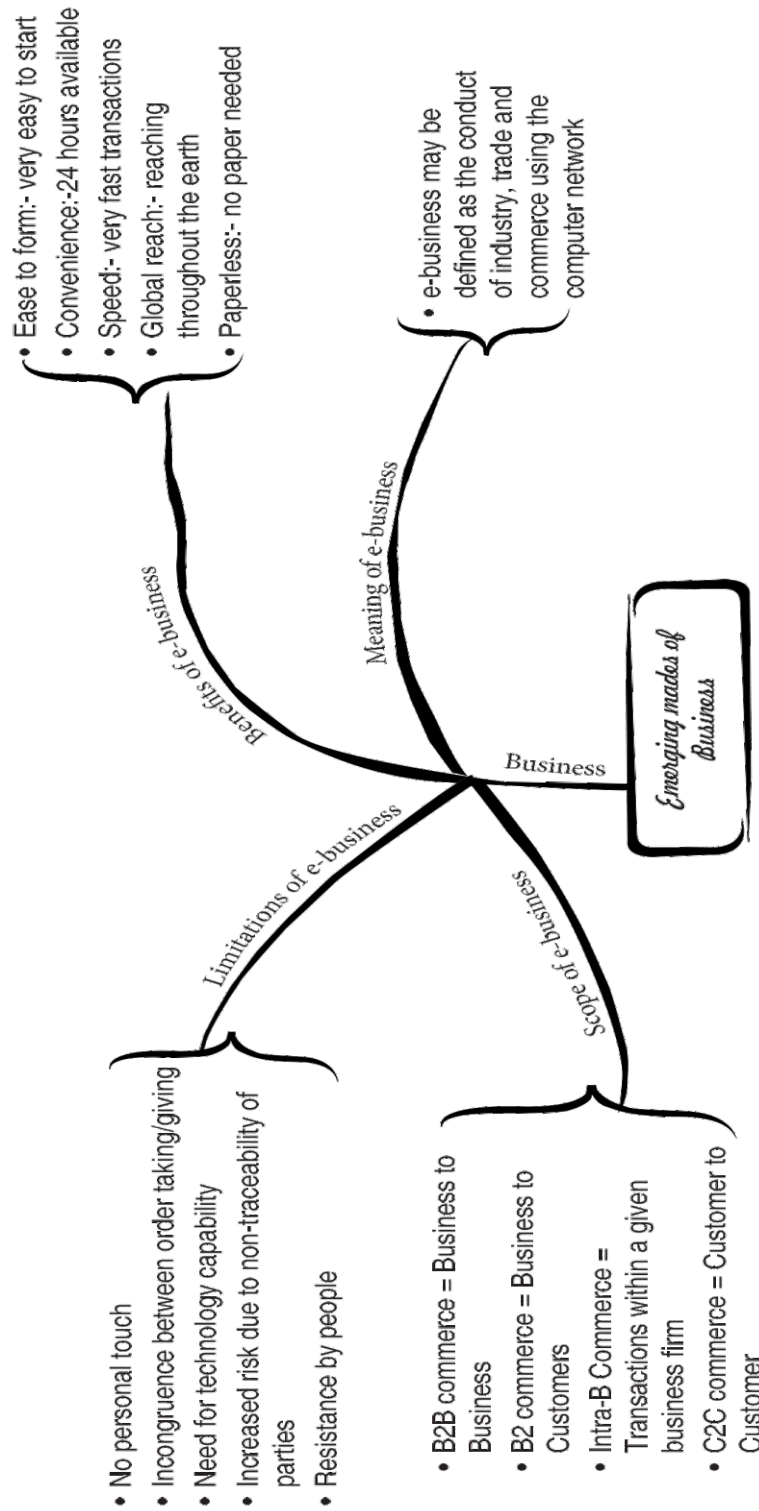 • No personal touch
• Incongruence between order taking/giving
• Need for technology capability
• Increased risk due to non-traceability of
parties
• Resistance by people
Limitations of e-business
Benefits of e-business
• Ease to form:- very easy to start
• Convenience:-24 hours available
• Speed:- very fast transactions
• Global reach:- reaching
throughout the earth
• Paperless:- no paper needed
• B2B commerce = Business to
Business
• B2 commerce = Business to
Customers
• Intra-B Commerce =
Transactions within a given
business firm
• C2C commerce = Customer to
Customer
Scope of e-business
Meaning of e-business
• e-business may be
defined as the conduct
of industry, trade and
commerce using the
computer network
Business
Emerging mades of
Business